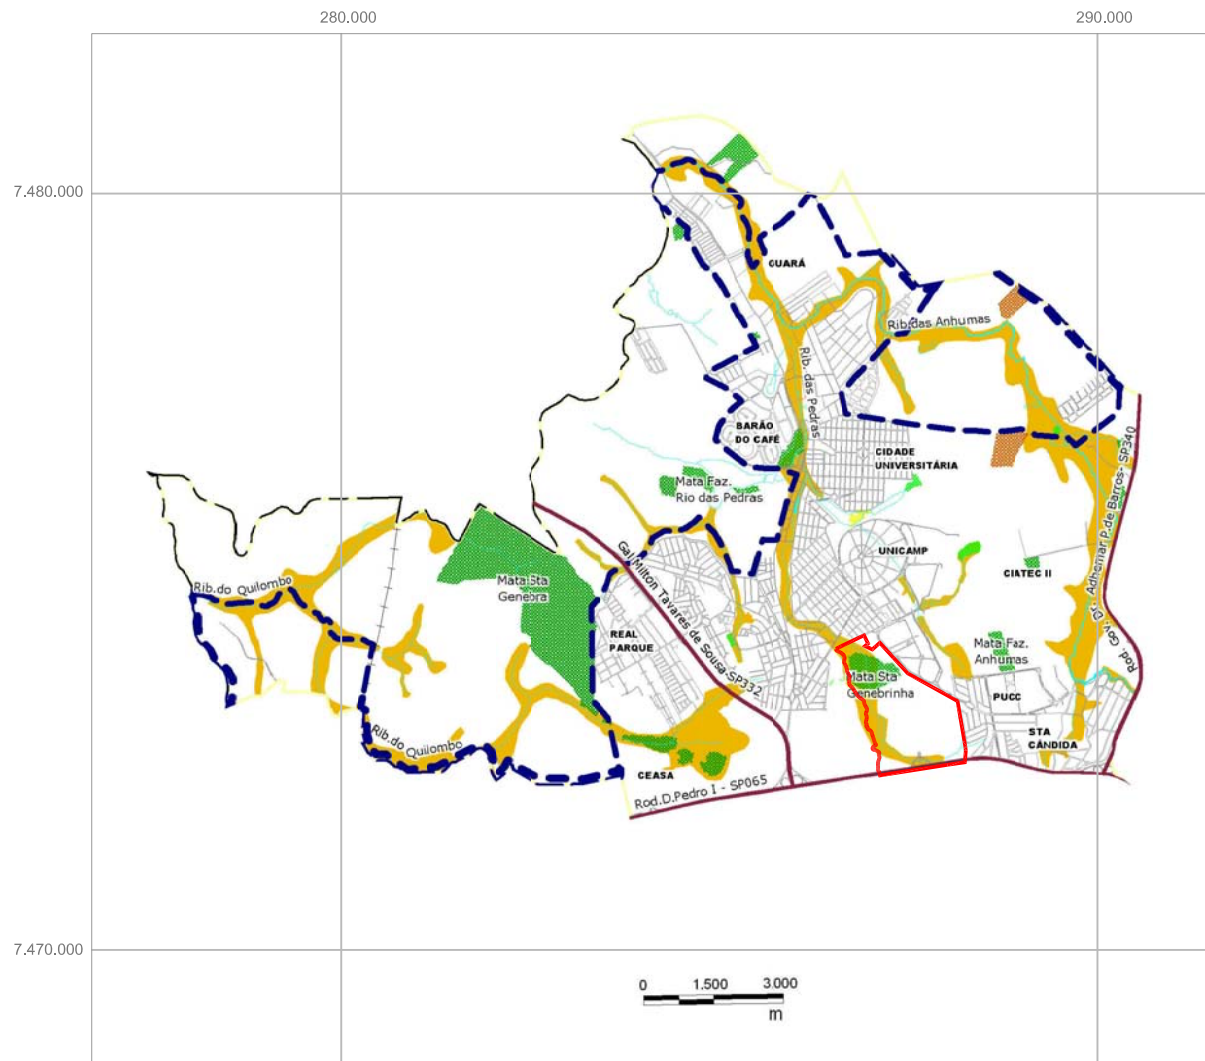 280.000
290.000
7.480.000
GUARÁ
Rib. das Anhumas
Rib. das Pedras
BARÃO
DO CAFÉ
CIDADE
UNIVERSITÁRIA
Mata Faz.
Rio das Pedras
Rod. Gov. Dr. Adhemar P.de Barros- SP340
Gal.Milton Tavares de Sousa-SP332
UNICAMP
CIATEC II
Rib.do Quilombo
Mata Sta
Genebra
REAL
PARQUE
Mata Faz.
Anhumas
Mata Sta
Genebrinha
PUCC
STA
CÂNDIDA
Rib.do Quilombo
CEASA
Rod.D.Pedro I - SP065
7.470.000
0
1.500
3.000
m